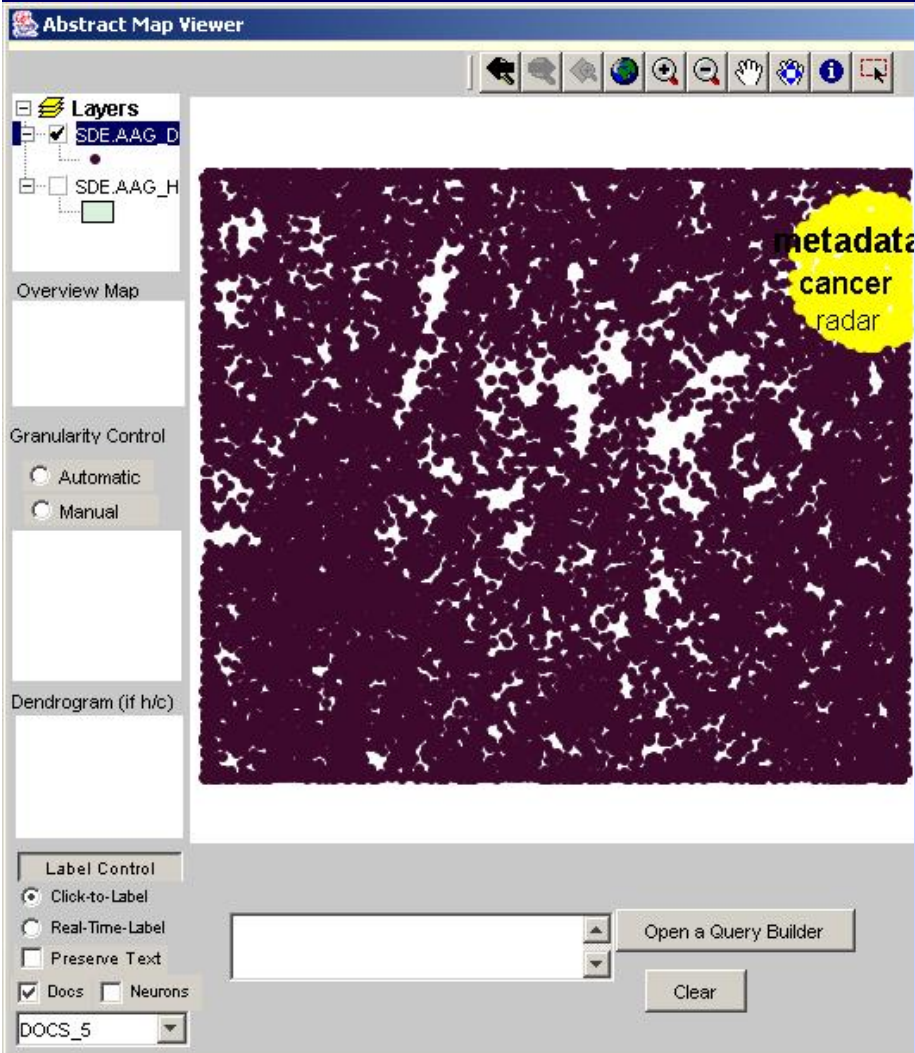 Abstract Map Viewer
Layers
SDE.AAG_D
SDE.AAG_H
Overview Map
Granularity Control
Automatic
Manual
Dendrogram (if h/c)
metadata
cancer
radar
Label Control
Click-to-Label
Real-Time-Label
Preserve Text
Docs Neurons
DOCS_5
Open a Query Builder
Clear